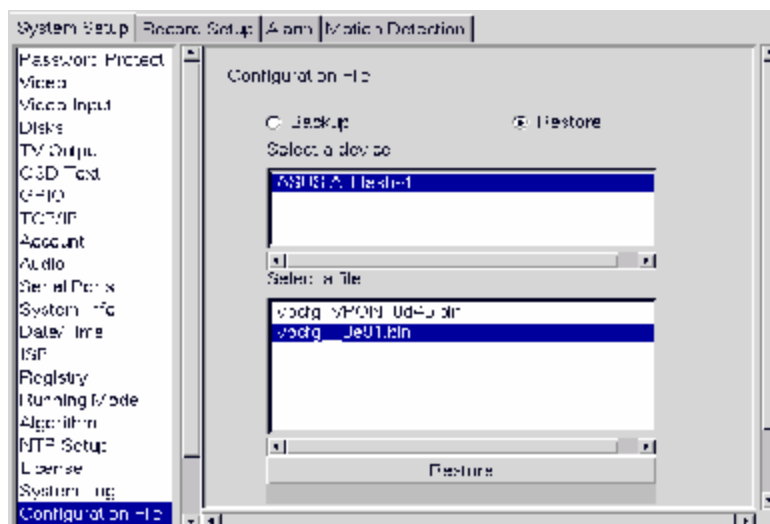 System Setup Record Setup Alarm Motion Detection
Password Protect
Video
Video Input
Disks
TV Output
OSD Text
GPIO
TCP/IP
Account
Audio
Serial Ports
System Info
Date/Time
ISP
Registry
Running Mode
Algorithm
NTP Setup
License
System Log
Configuration File
Configuration File
Backup Restore
Select a device
Select a file
Restore